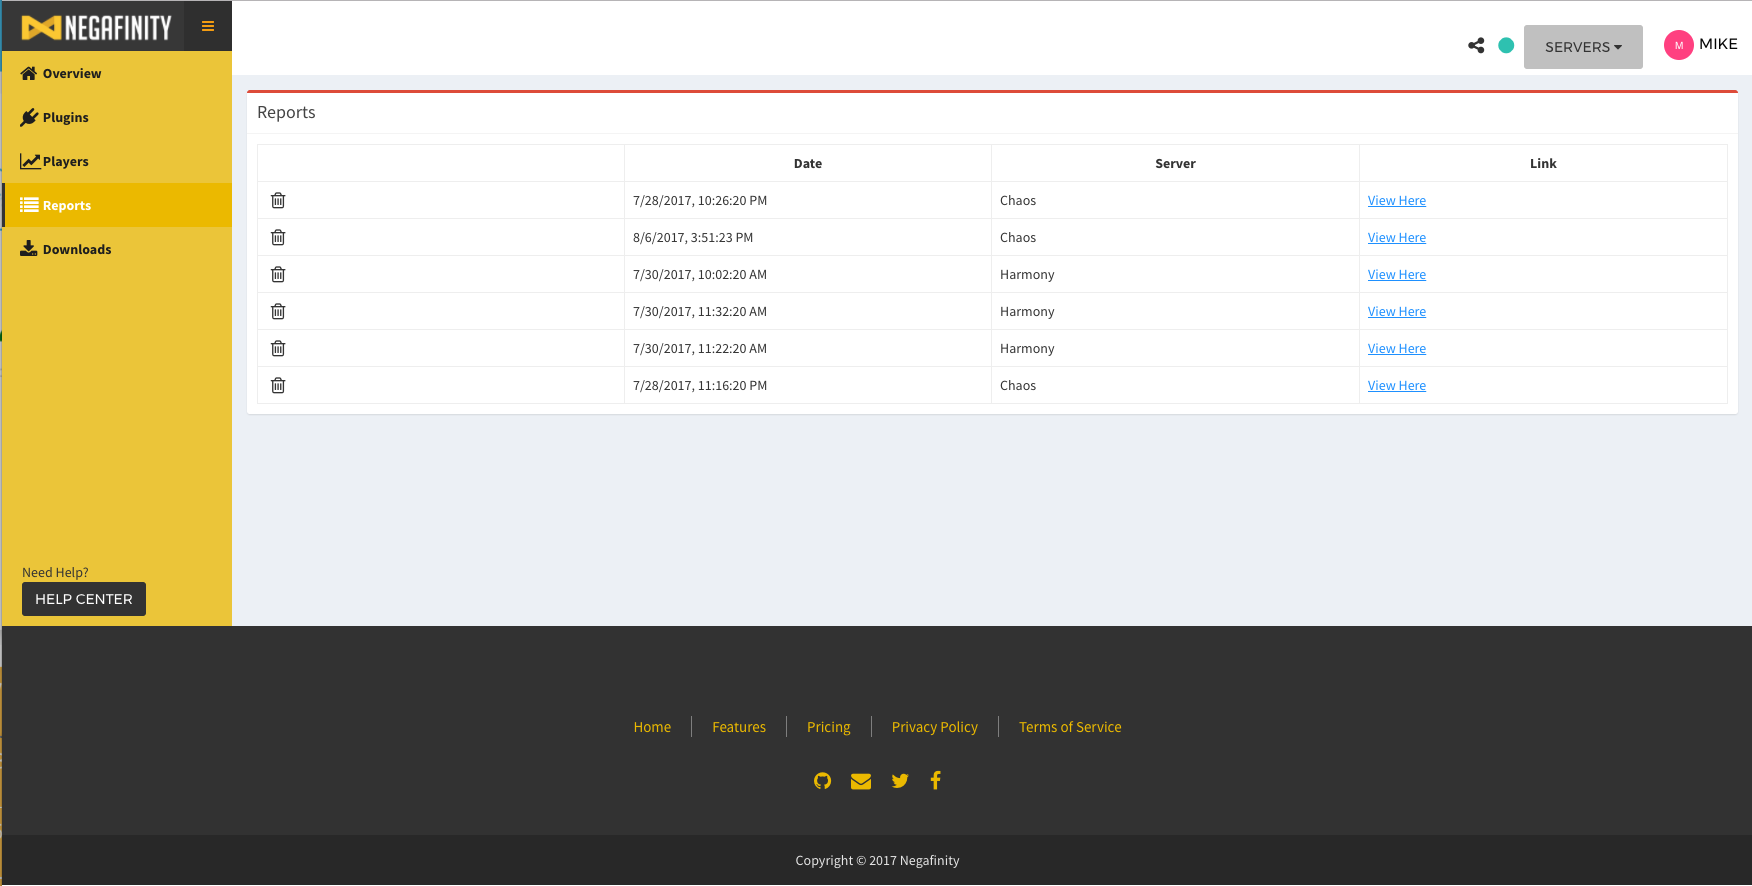 NEGAFINITY
SERVERS
M MIKE
Overview
Plugins
Players
Reports
Downloads
Need Help?
HELP CENTER
Reports
Date Server Link
7/28/2017, 10:26:20 PM Chaos View Here
8/6/2017, 3:51:23 PM Chaos View Here
7/30/2017, 10:02:20 AM Harmony View Here
7/30/2017, 11:32:20 AM Harmony View Here
7/30/2017, 11:22:20 AM Harmony View Here
7/28/2017, 11:16:20 PM Chaos View Here
Home Features Pricing Privacy Policy Terms of Service
Copyright © 2017 Negafinity